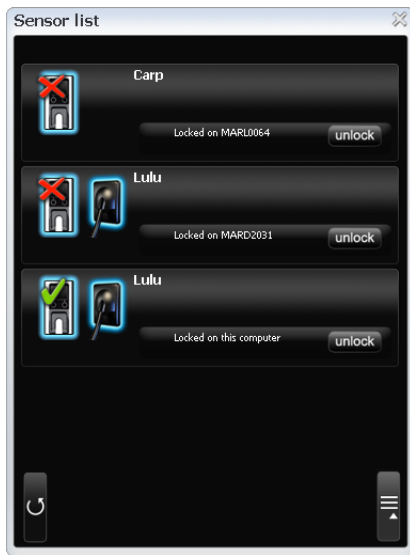 Sensor list
Carp
Locked on MARL0064
unlock
Lulu
Locked on MARD2031
unlock
Lulu
Locked on this computer
unlock